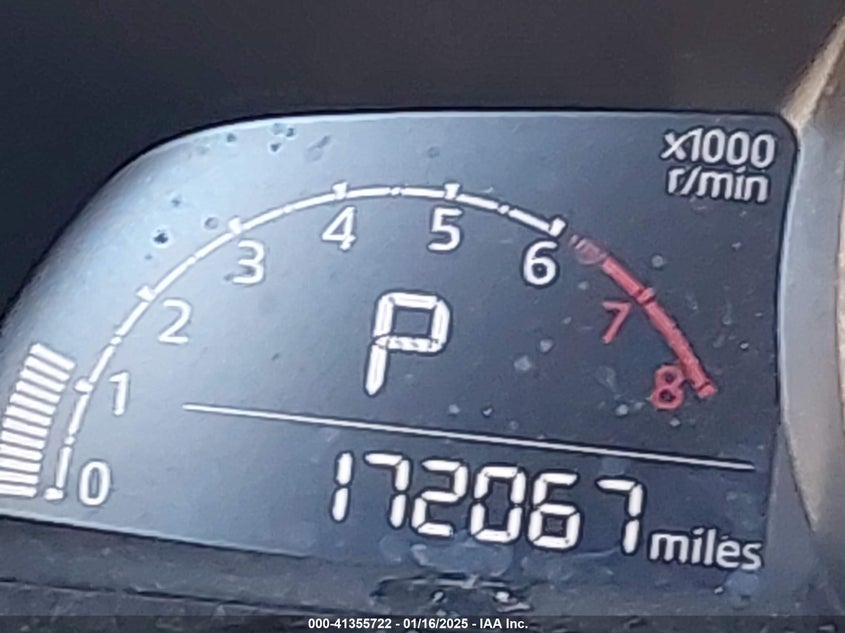 x1000
r/min
0 1 2 3 4 5 6 7 8
P
172067 miles
000-41355722 - 01/16/2025 - IAA Inc.